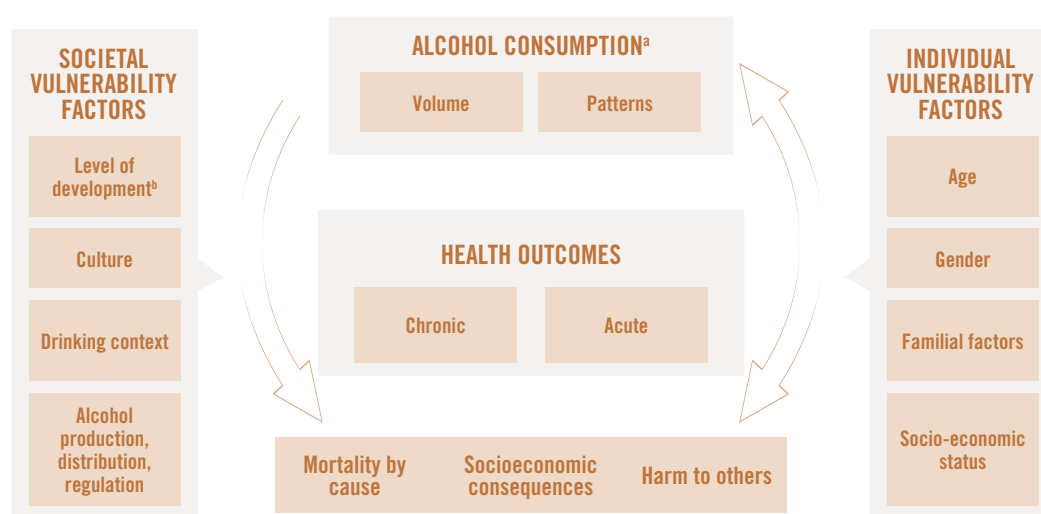 SOCIETAL
VULNERABILITY
FACTORS
Level of
developmentᵇ
Culture
Drinking context
Alcohol
production,
distribution,
regulation
ALCOHOL CONSUMPTIONᵃ
Volume
Patterns
HEALTH OUTCOMES
Chronic
Acute
Mortality by
cause
Socioeconomic
consequences
Harm to others
INDIVIDUAL
VULNERABILITY
FACTORS
Age
Gender
Familial factors
Socio-economic
status